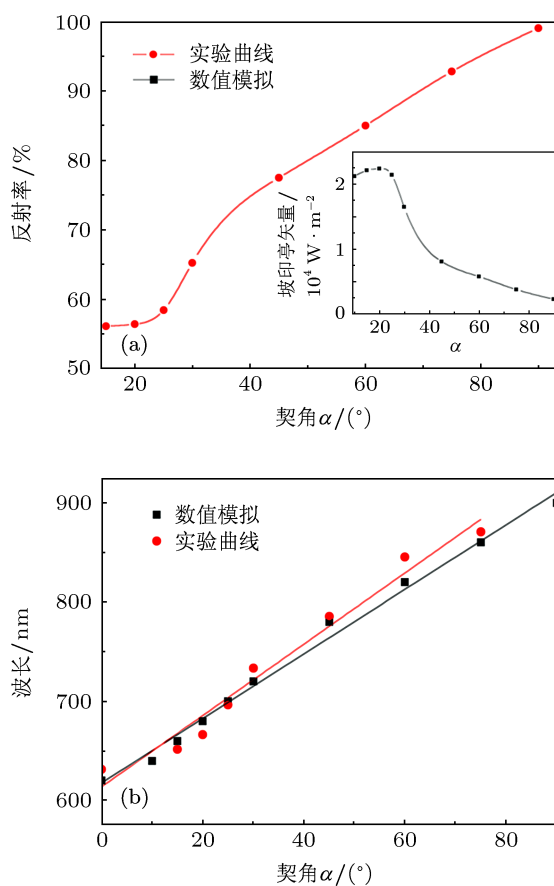 100
90
80
70
60
50
反射率/%
实验曲线
数值模拟
2
1
0
坡印亭矢量/
10⁴ W · m⁻²
20 40 60 80
α
(a)
20 40 60 80
契角α/(°)
900
800
700
600
波长/nm
数值模拟
实验曲线
(b)
0 20 40 60 80
契角α/(°)